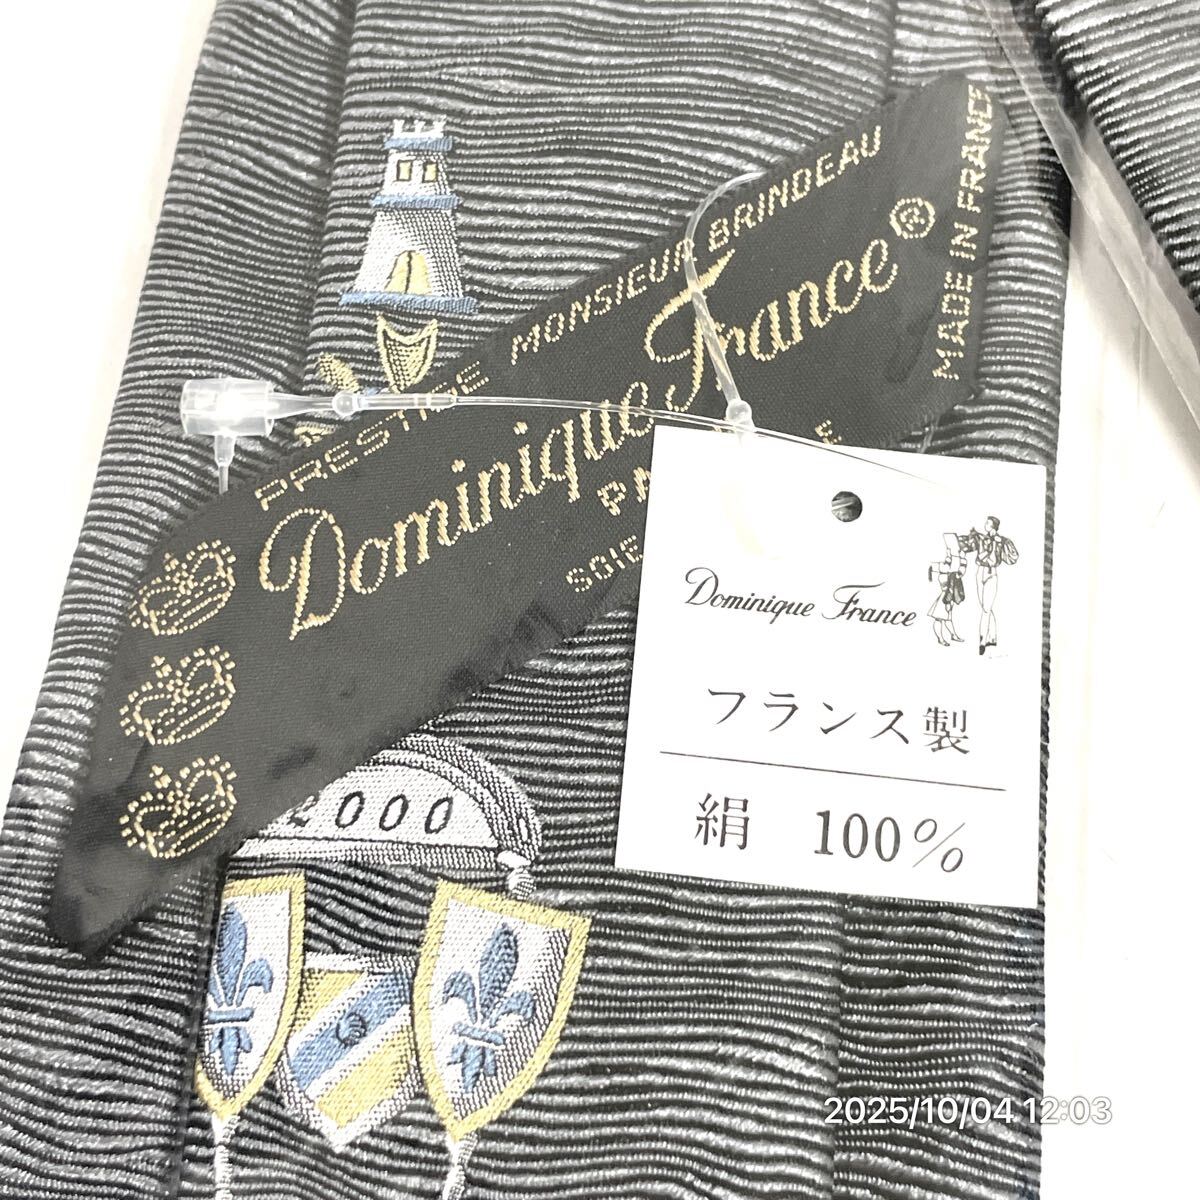 PRESTIGE MONSIEUR BRINDEAU
Dominique France®
MADE IN FRANCE
SOIE
2000
Dominique France
フランス製
絹 100%
2025/10/04 12:03